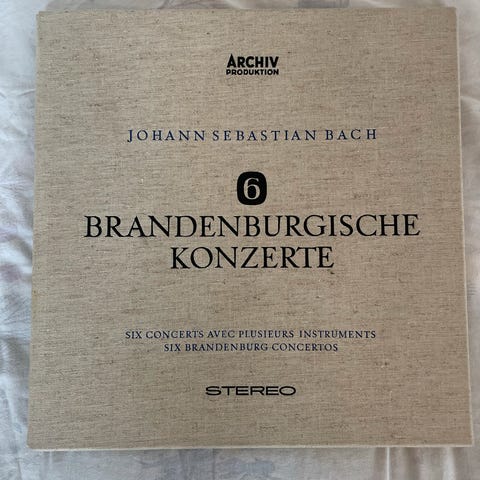 ARCHIV
PRODUKTION
JOHANN SEBASTIAN BACH
6
BRANDENBURGISCHE
KONZERTE
SIX CONCERTS AVEC PLUSIEURS INSTRUMENTS
SIX BRANDENBURG CONCERTOS
STEREO